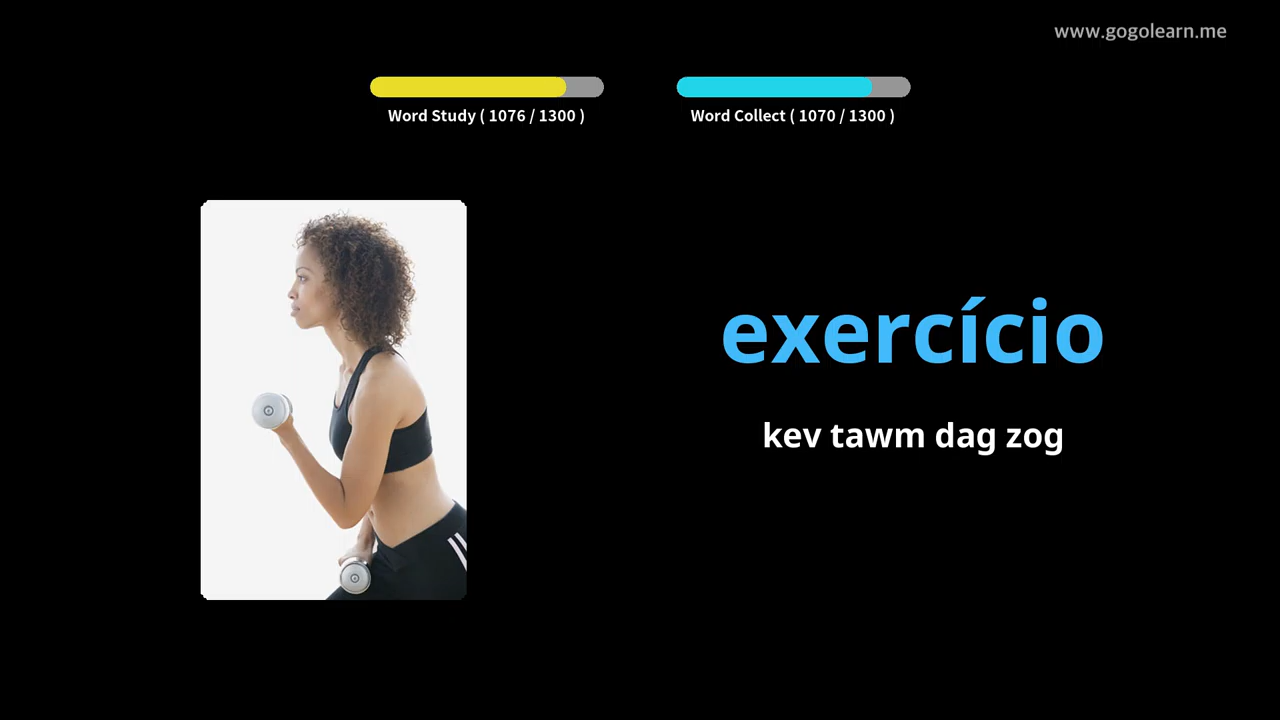 www.gogolearn.me
Word Study ( 1076 / 1300 )
Word Collect ( 1070 / 1300 )
exercício
kev tawm dag zog